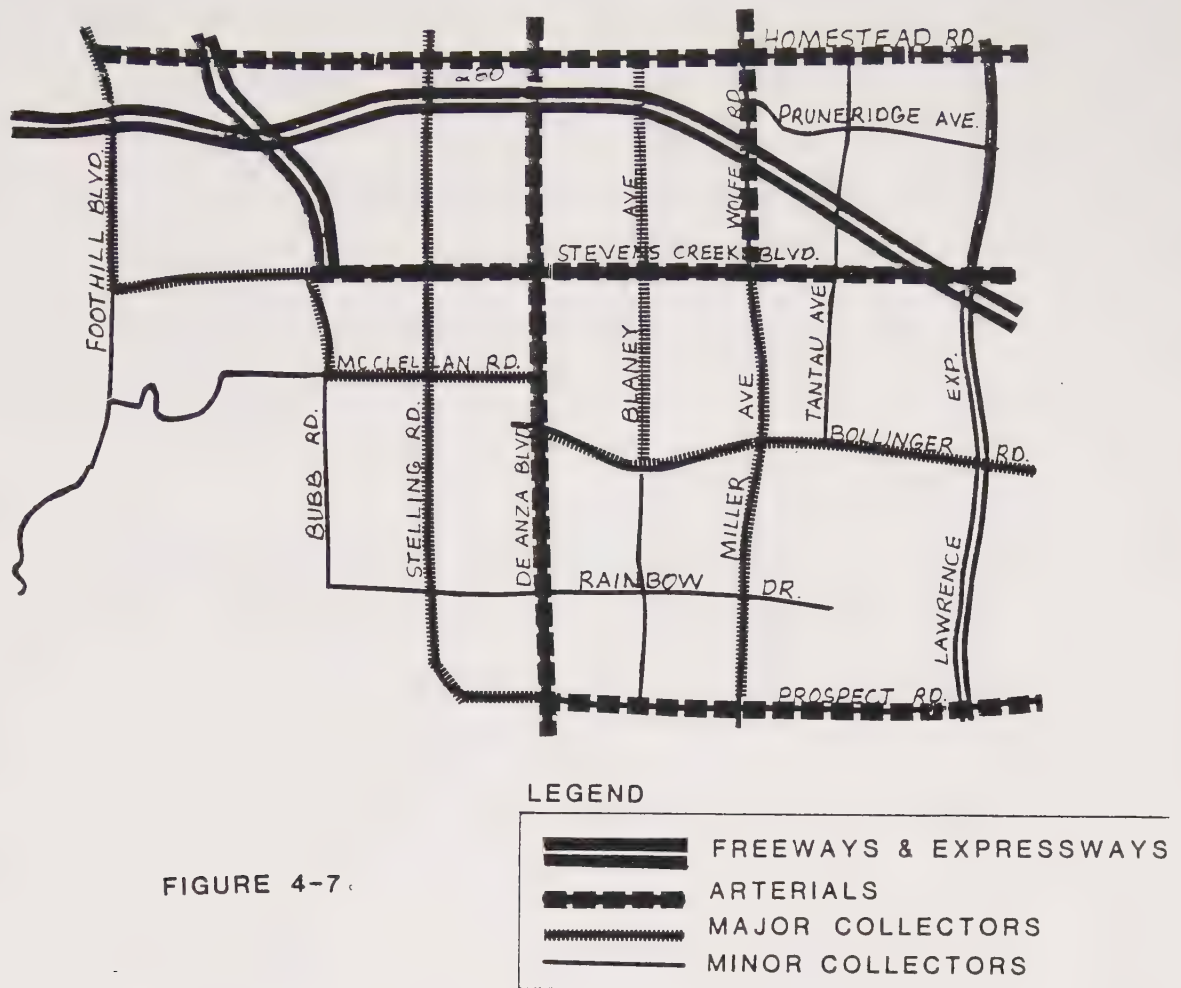 HOMESTEAD RD.
PRUNERIDGE AVE.
WOLFE RD.
FOOTHILL BLVD.
STEVENS CREEK BLVD.
BLANEY AVE
TANTAU AVE
MCCLELLAN RD.
BUBB RD.
STELLING RD.
DE ANZA BLVD.
MILLER AVE
BOLLINGER RD.
LAWRENCE EXP.
RAINBOW DR.
PROSPECT RD.
LEGEND
FREEWAYS & EXPRESSWAYS
ARTERIALS
MAJOR COLLECTORS
MINOR COLLECTORS
FIGURE 4-7